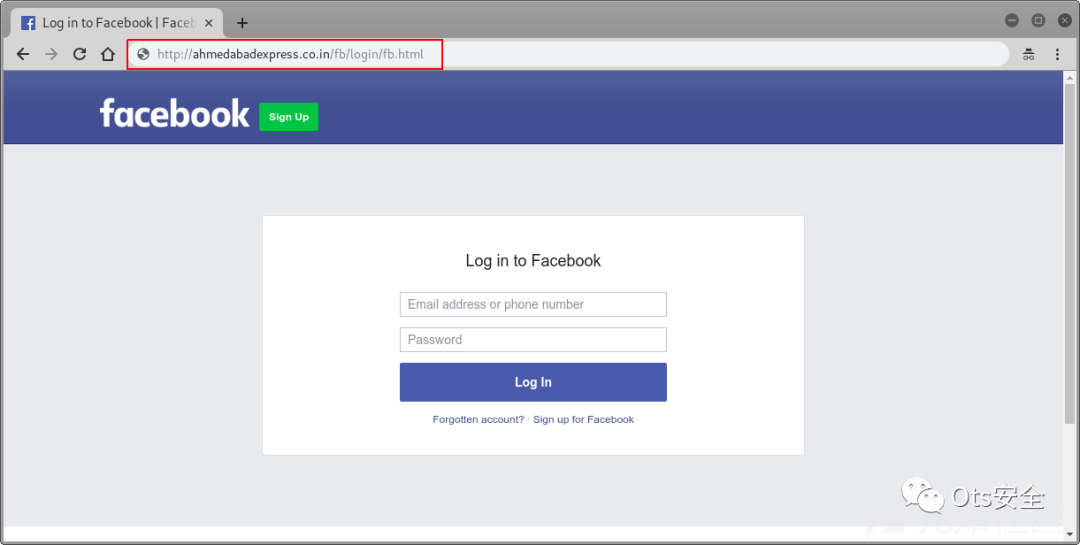 Log in to Facebook | Faceb
http://ahmedabadexpress.co.in/fb/login/fb.html
facebook
Sign Up
Log in to Facebook
Email address or phone number
Password
Log In
Forgotten account? · Sign up for Facebook
Ots安全